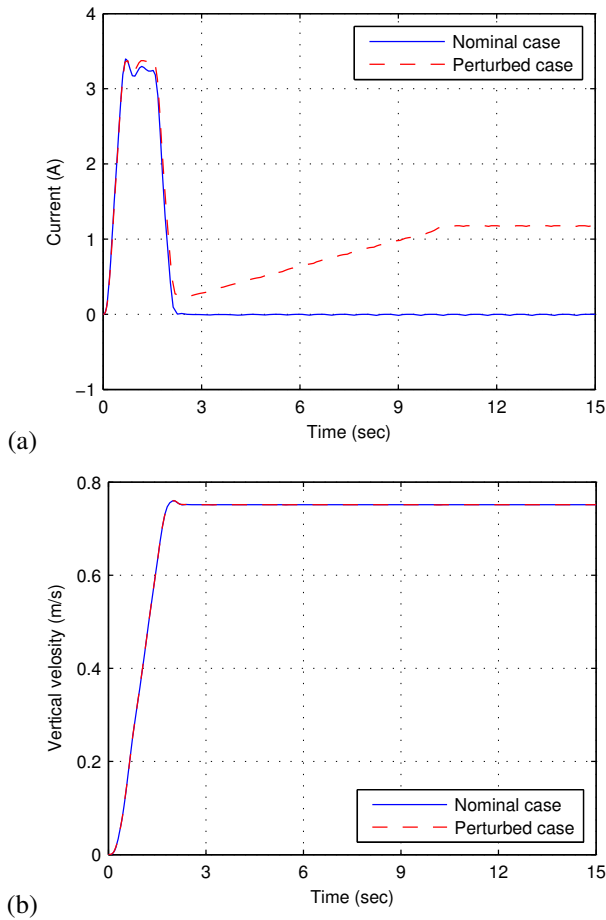 4
3
2
1
0
−1
Current (A)
Nominal case
Perturbed case
0
3
6
9
12
15
Time (sec)
(a)
0.8
0.6
0.4
0.2
0
Vertical velosity (m/s)
Nominal case
Perturbed case
0
3
6
9
12
15
Time (sec)
(b)